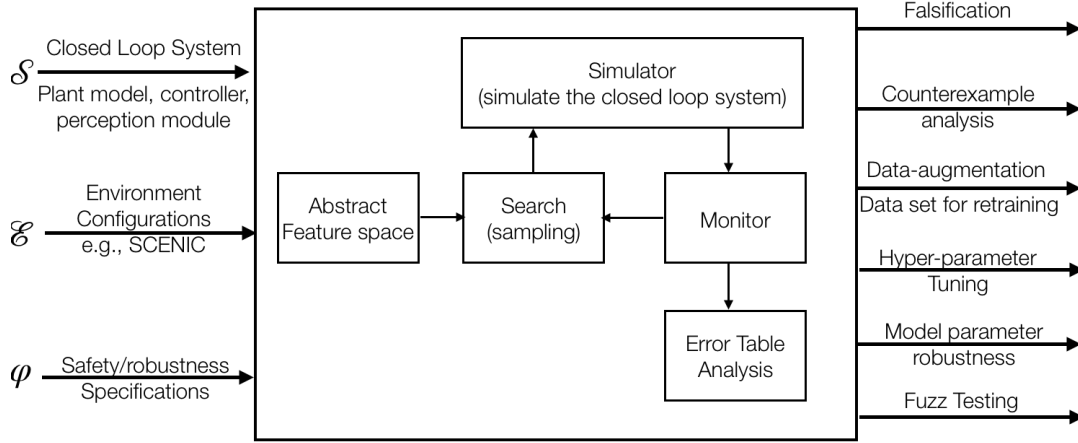 𝒮
Closed Loop System
Plant model, controller,
perception module
ℰ
Environment
Configurations
e.g., SCENIC
φ
Safety/robustness
Specifications
Simulator
(simulate the closed loop system)
Abstract
Feature space
Search
(sampling)
Monitor
Error Table
Analysis
Falsification
Counterexample
analysis
Data-augmentation
Data set for retraining
Hyper-parameter
Tuning
Model parameter
robustness
Fuzz Testing